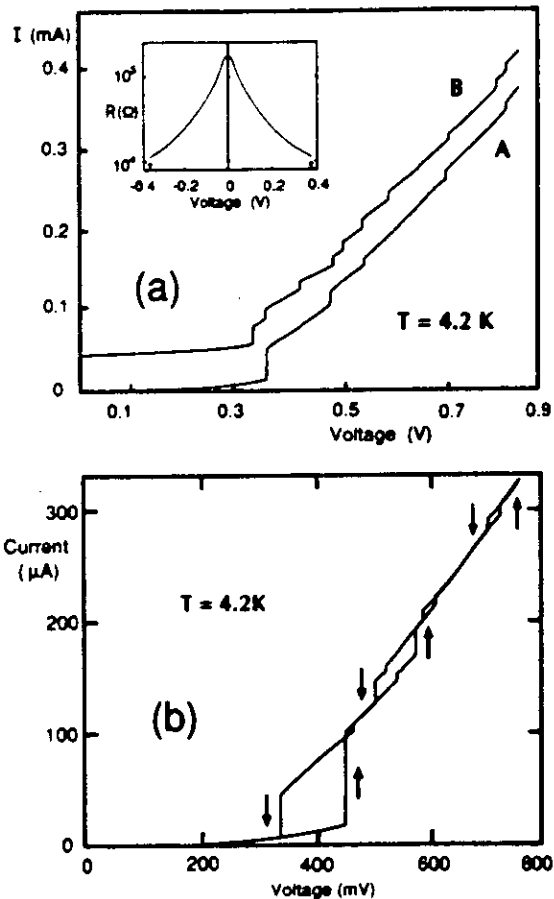 I (mA)
0.4
0.3
0.2
0.1
0
0.1
0.3
0.5
0.7
0.9
Voltage (V)
10⁵
R(Ω)
10⁴
-0.4
-0.2
0
0.2
0.4
Voltage (V)
B
A
(a)
T = 4.2 K
300
Current
(μA)
200
100
0
T = 4.2K
(b)
0
200
400
600
800
Voltage (mV)